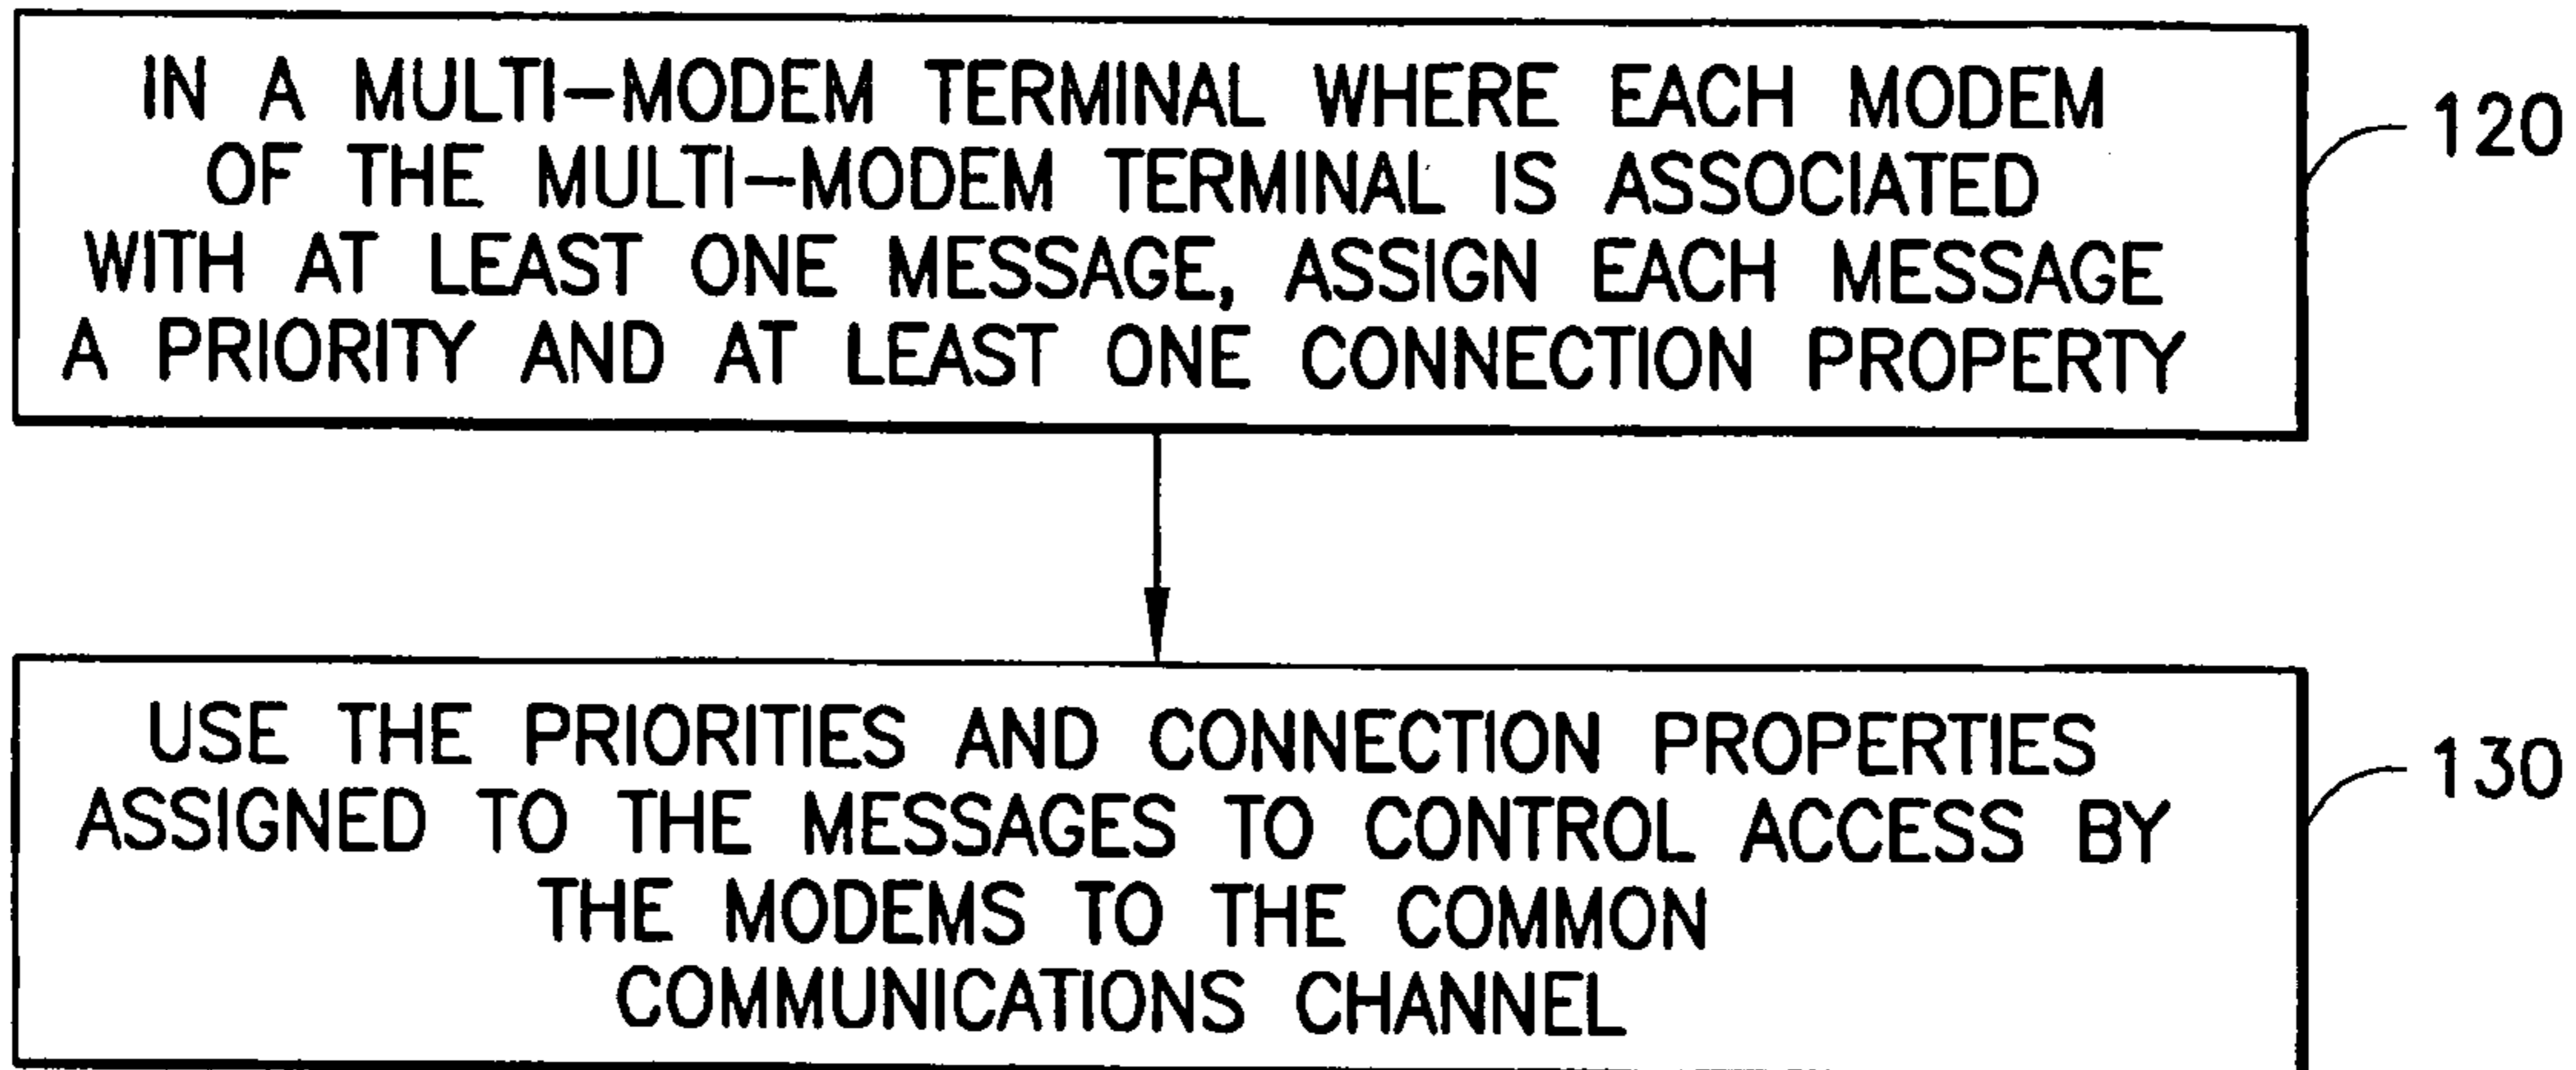 IN A MULTI-MODEM TERMINAL WHERE EACH MODEM
OF THE MULTI-MODEM TERMINAL IS ASSOCIATED
WITH AT LEAST ONE MESSAGE, ASSIGN EACH MESSAGE
A PRIORITY AND AT LEAST ONE CONNECTION PROPERTY
120
USE THE PRIORITIES AND CONNECTION PROPERTIES
ASSIGNED TO THE MESSAGES TO CONTROL ACCESS BY
THE MODEMS TO THE COMMON
COMMUNICATIONS CHANNEL
130